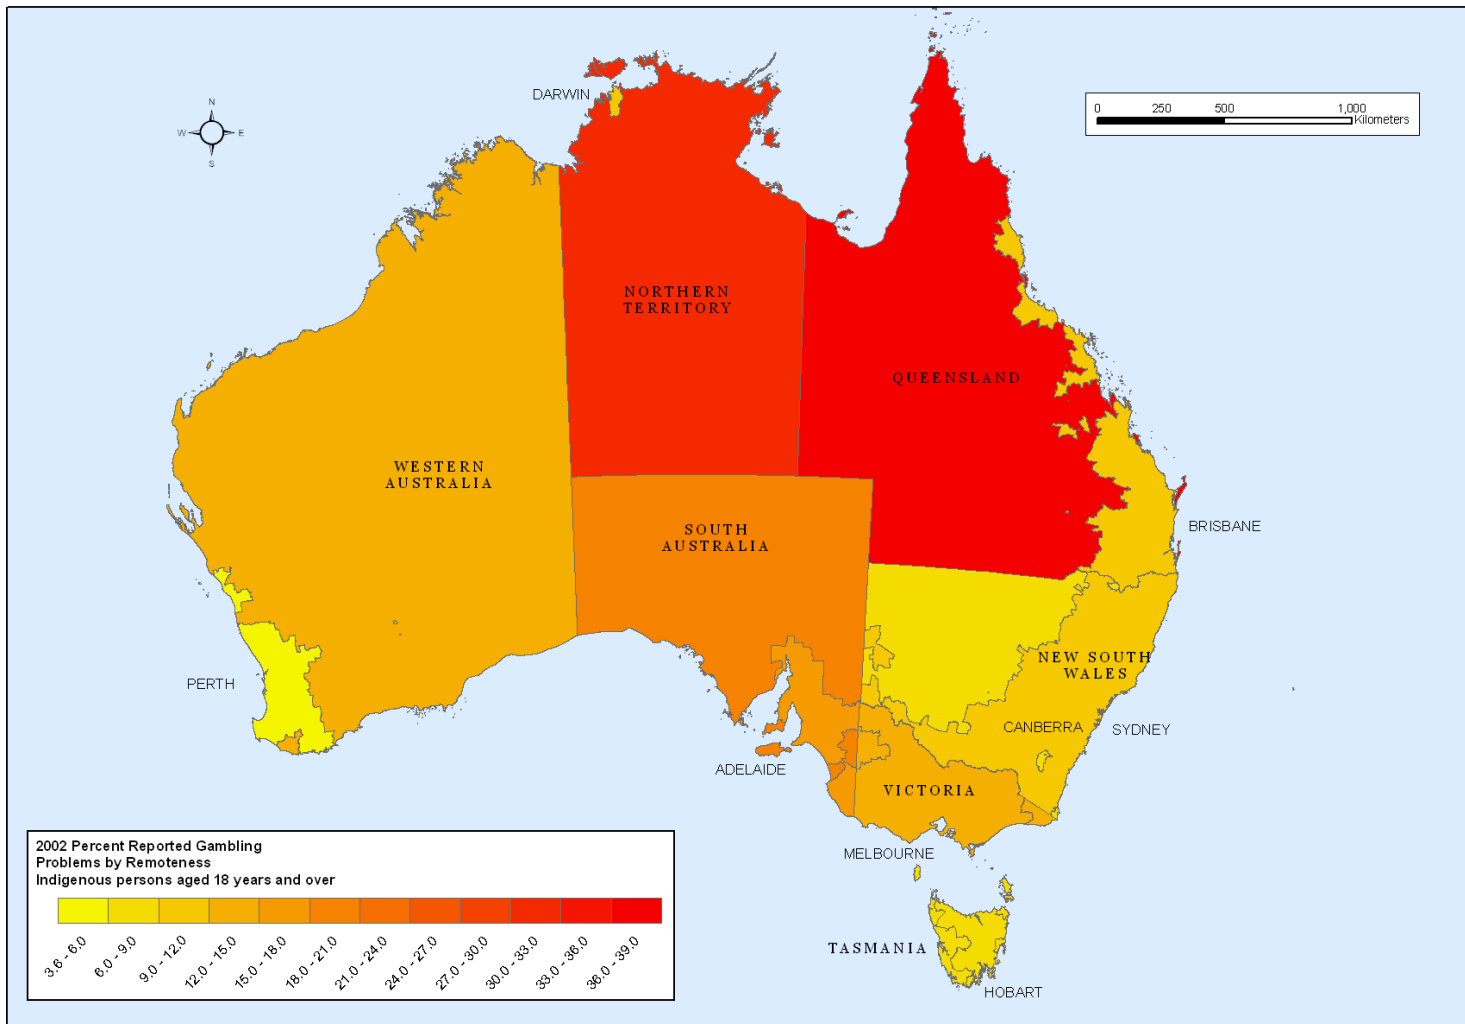 DARWIN
N
W E
S
0 250 500 1,000
Kilometers
NORTHERN
TERRITORY
QUEENSLAND
WESTERN
AUSTRALIA
SOUTH
AUSTRALIA
BRISBANE
NEW SOUTH
WALES
PERTH
CANBERRA
SYDNEY
ADELAIDE
VICTORIA
MELBOURNE
TASMANIA
HOBART
2002 Percent Reported Gambling
Problems by Remoteness
Indigenous persons aged 18 years and over
3.6 - 6.0
6.0 - 9.0
9.0 - 12.0
12.0 - 15.0
15.0 - 18.0
18.0 - 21.0
21.0 - 24.0
24.0 - 27.0
27.0 - 30.0
30.0 - 33.0
33.0 - 36.0
36.0 - 39.0